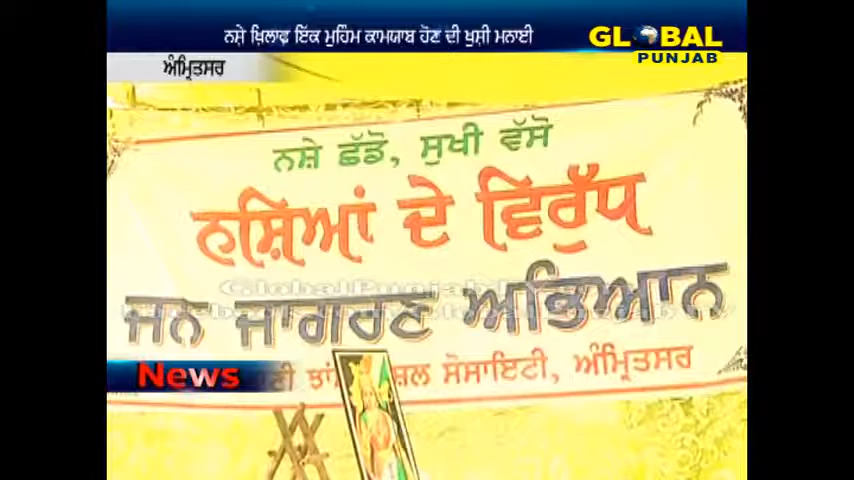 ਨਸ਼ੇ ਖ਼ਿਲਾਫ਼ ਇੱਕ ਮੁਹਿੰਮ ਕਾਮਯਾਬ ਹੋਣ ਦੀ ਖੁਸ਼ੀ ਮਨਾਈ
GLOBAL
PUNJAB
ਅੰਮ੍ਰਿਤਸਰ
ਨਸ਼ੇ ਛੱਡੋ, ਸੁਖੀ ਵੱਸੋ
ਨਸ਼ਿਆਂ ਦੇ ਵਿਰੁੱਧ
ਜਨ ਜਾਗਰਣ ਅਭਿਆਨ
News
ਸੋਸਾਇਟੀ, ਅੰਮ੍ਰਿਤਸਰ